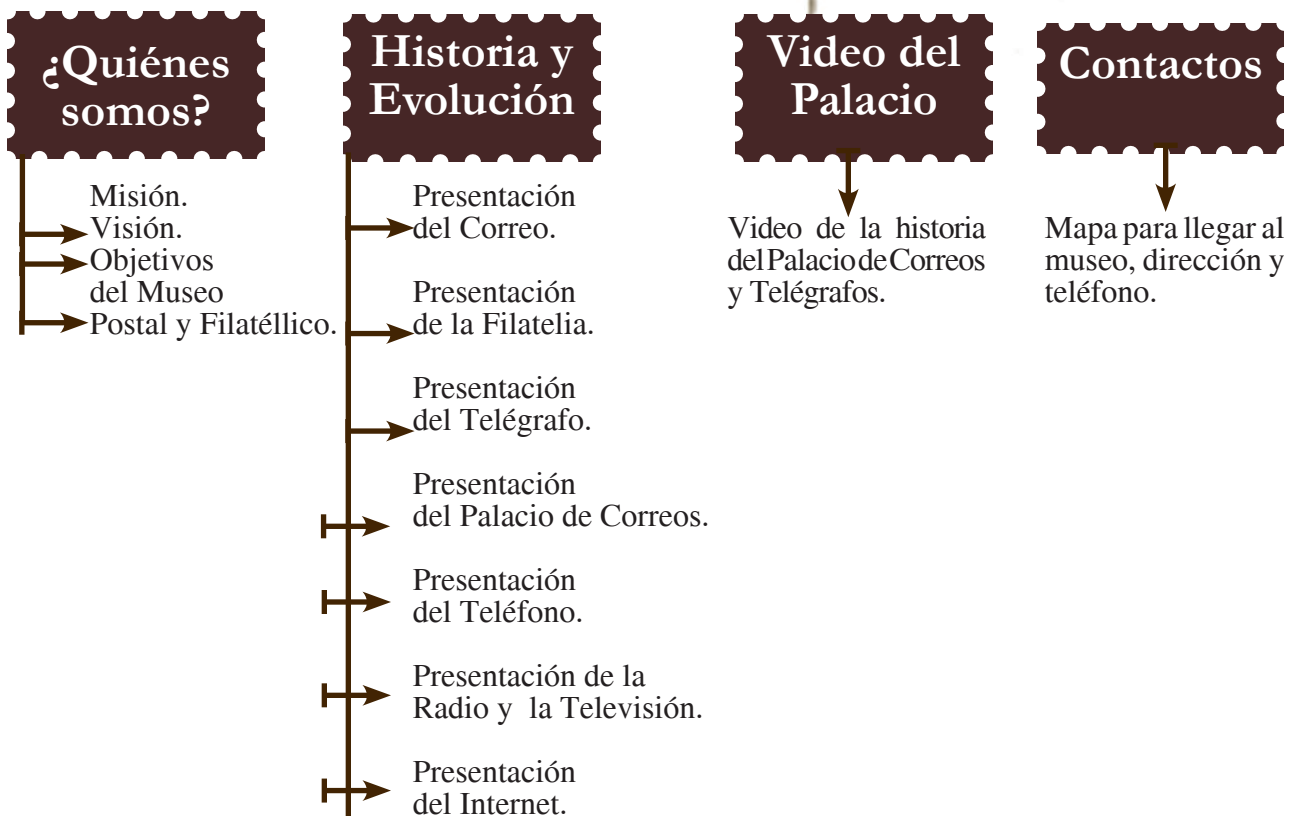 ¿Quiénes
somos?
Misión.
Visión.
Objetivos
del Museo
Postal y Filatéllico.
Historia y
Evolución
Presentación
del Correo.
Presentación
de la Filatelia.
Presentación
del Telégrafo.
Presentación
del Palacio de Correos.
Presentación
del Teléfono.
Presentación de la
Radio y la Televisión.
Presentación
del Internet.
Video del
Palacio
Video de la historia
del Palacio de Correos
y Telégrafos.
Contactos
Mapa para llegar al
museo, dirección y
teléfono.